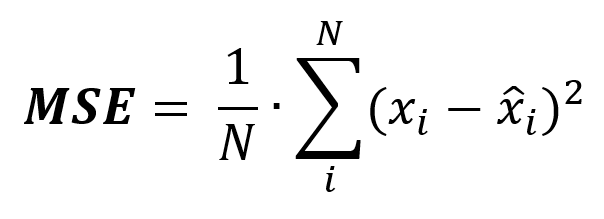 MSE = 1/N · ∑_i^N (x_i − x̂_i)²